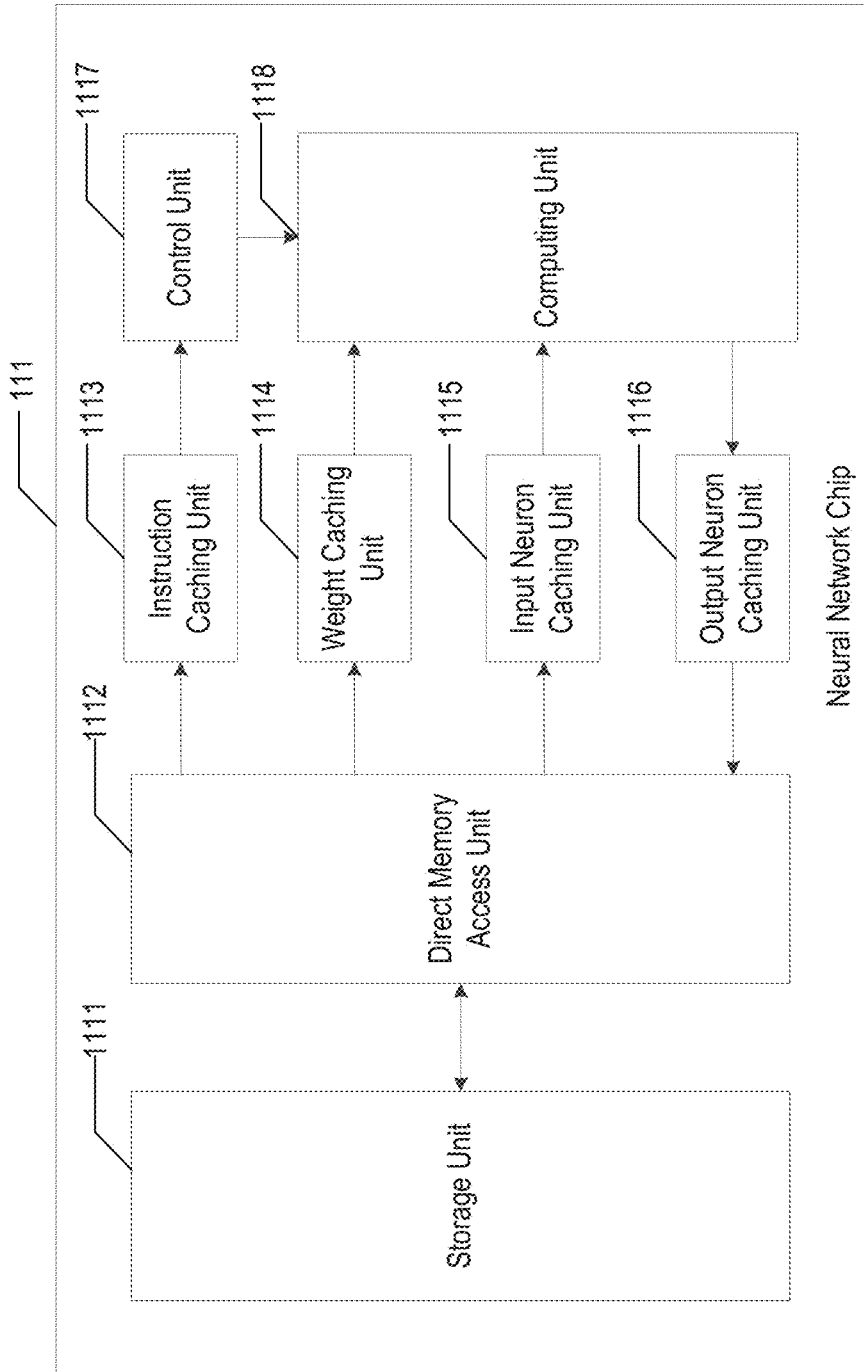 111
1111
Storage Unit
1112
Direct Memory
Access Unit
1113
Instruction
Caching Unit
1114
Weight Caching
Unit
1115
Input Neuron
Caching Unit
1116
Output Neuron
Caching Unit
1117
Control Unit
1118
Computing Unit
Neural Network Chip